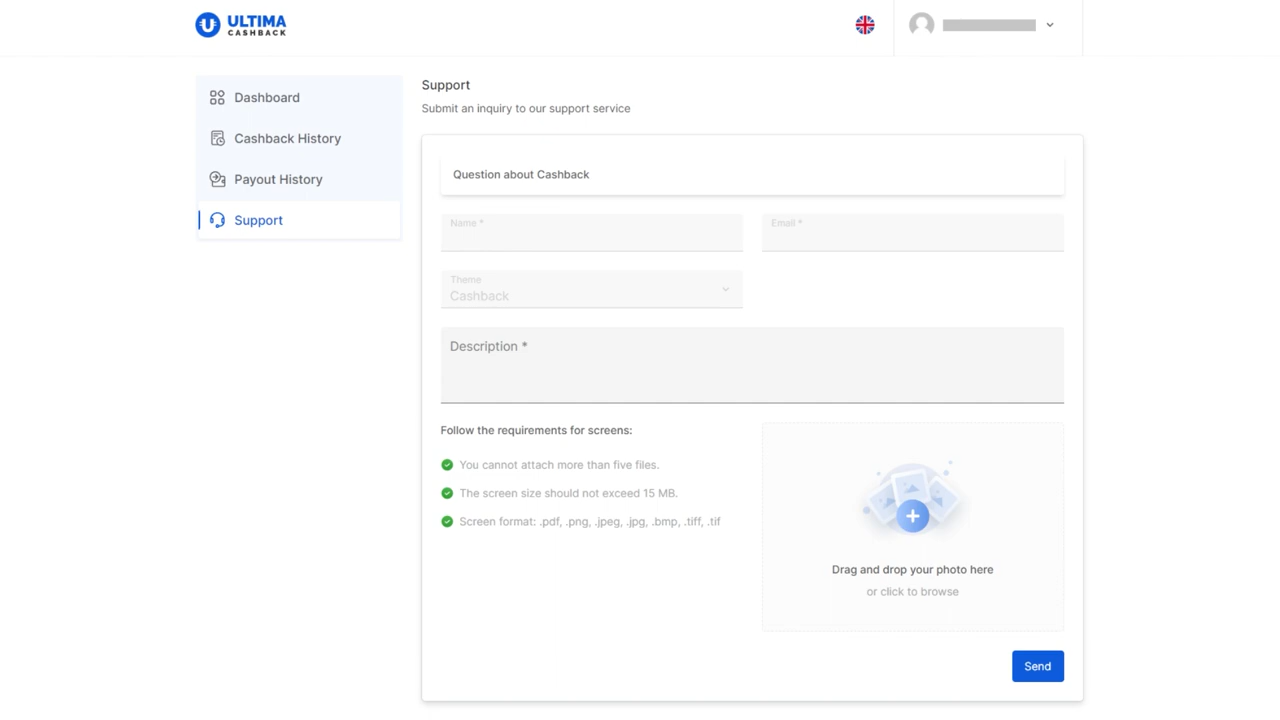 ULTIMA
CASHBACK
Dashboard
Cashback History
Payout History
Support
Support
Submit an inquiry to our support service
Question about Cashback
Name *
Email *
Theme
Cashback
Description *
Follow the requirements for screens:
You cannot attach more than five files.
The screen size should not exceed 15 MB.
Screen format: .pdf, .png, .jpeg, .jpg, .bmp, .tiff, .tif
Drag and drop your photo here
or click to browse
Send